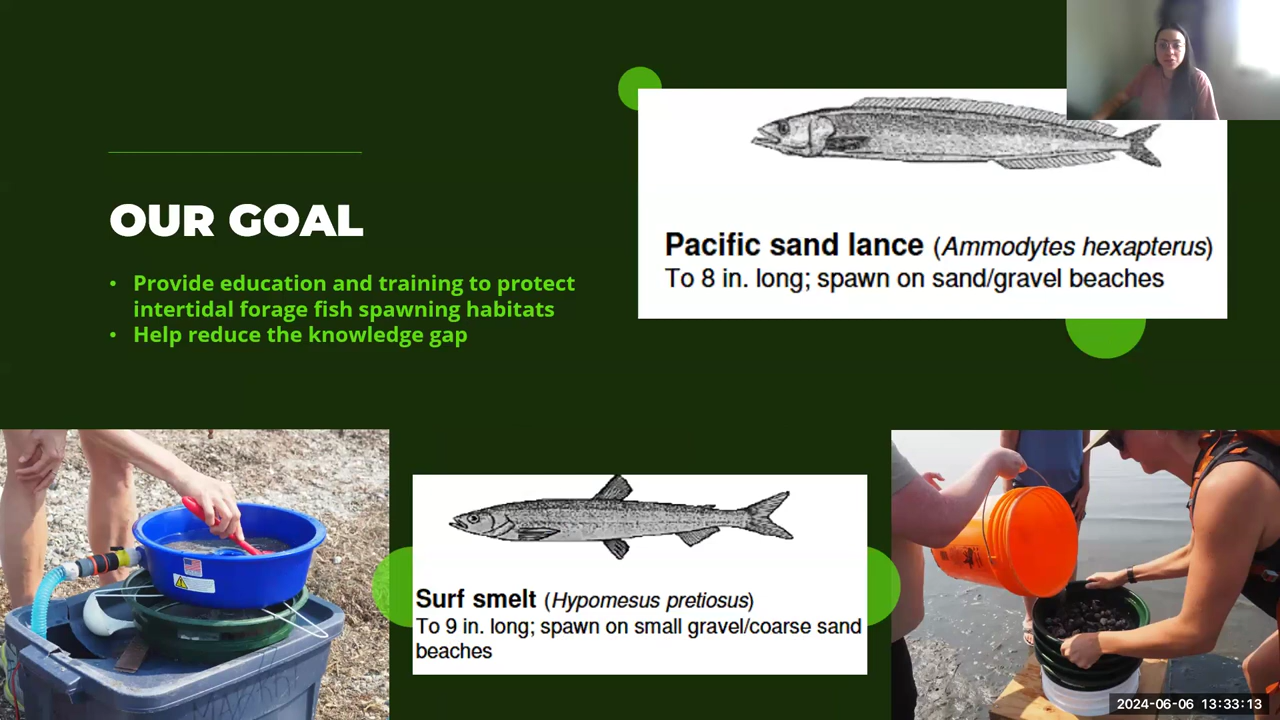 OUR GOAL
• Provide education and training to protect
intertidal forage fish spawning habitats
• Help reduce the knowledge gap
Pacific sand lance (Ammodytes hexapterus)
To 8 in. long; spawn on sand/gravel beaches
Surf smelt (Hypomesus pretiosus)
To 9 in. long; spawn on small gravel/coarse sand
beaches
2024-06-06 13:33:13